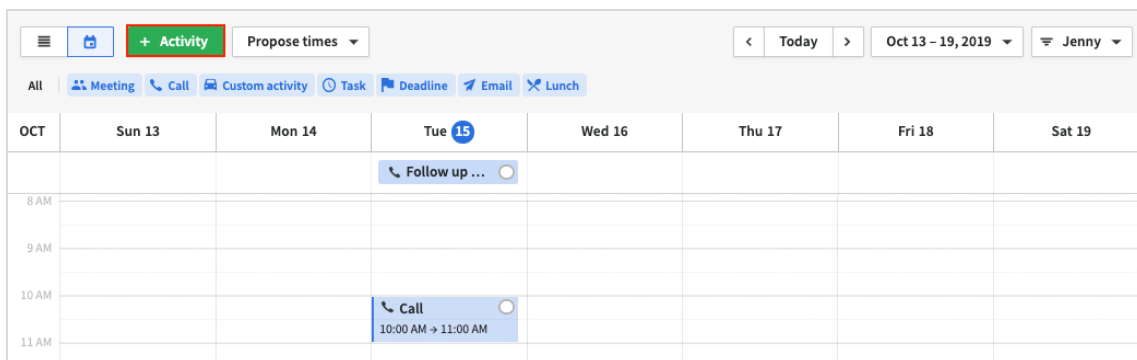 + Activity Propose times Today Oct 13 – 19, 2019 Jenny
All Meeting Call Custom activity Task Deadline Email Lunch
OCT Sun 13 Mon 14 Tue 15 Wed 16 Thu 17 Fri 18 Sat 19
Follow up ...
8 AM
9 AM
10 AM
Call
10:00 AM → 11:00 AM
11 AM